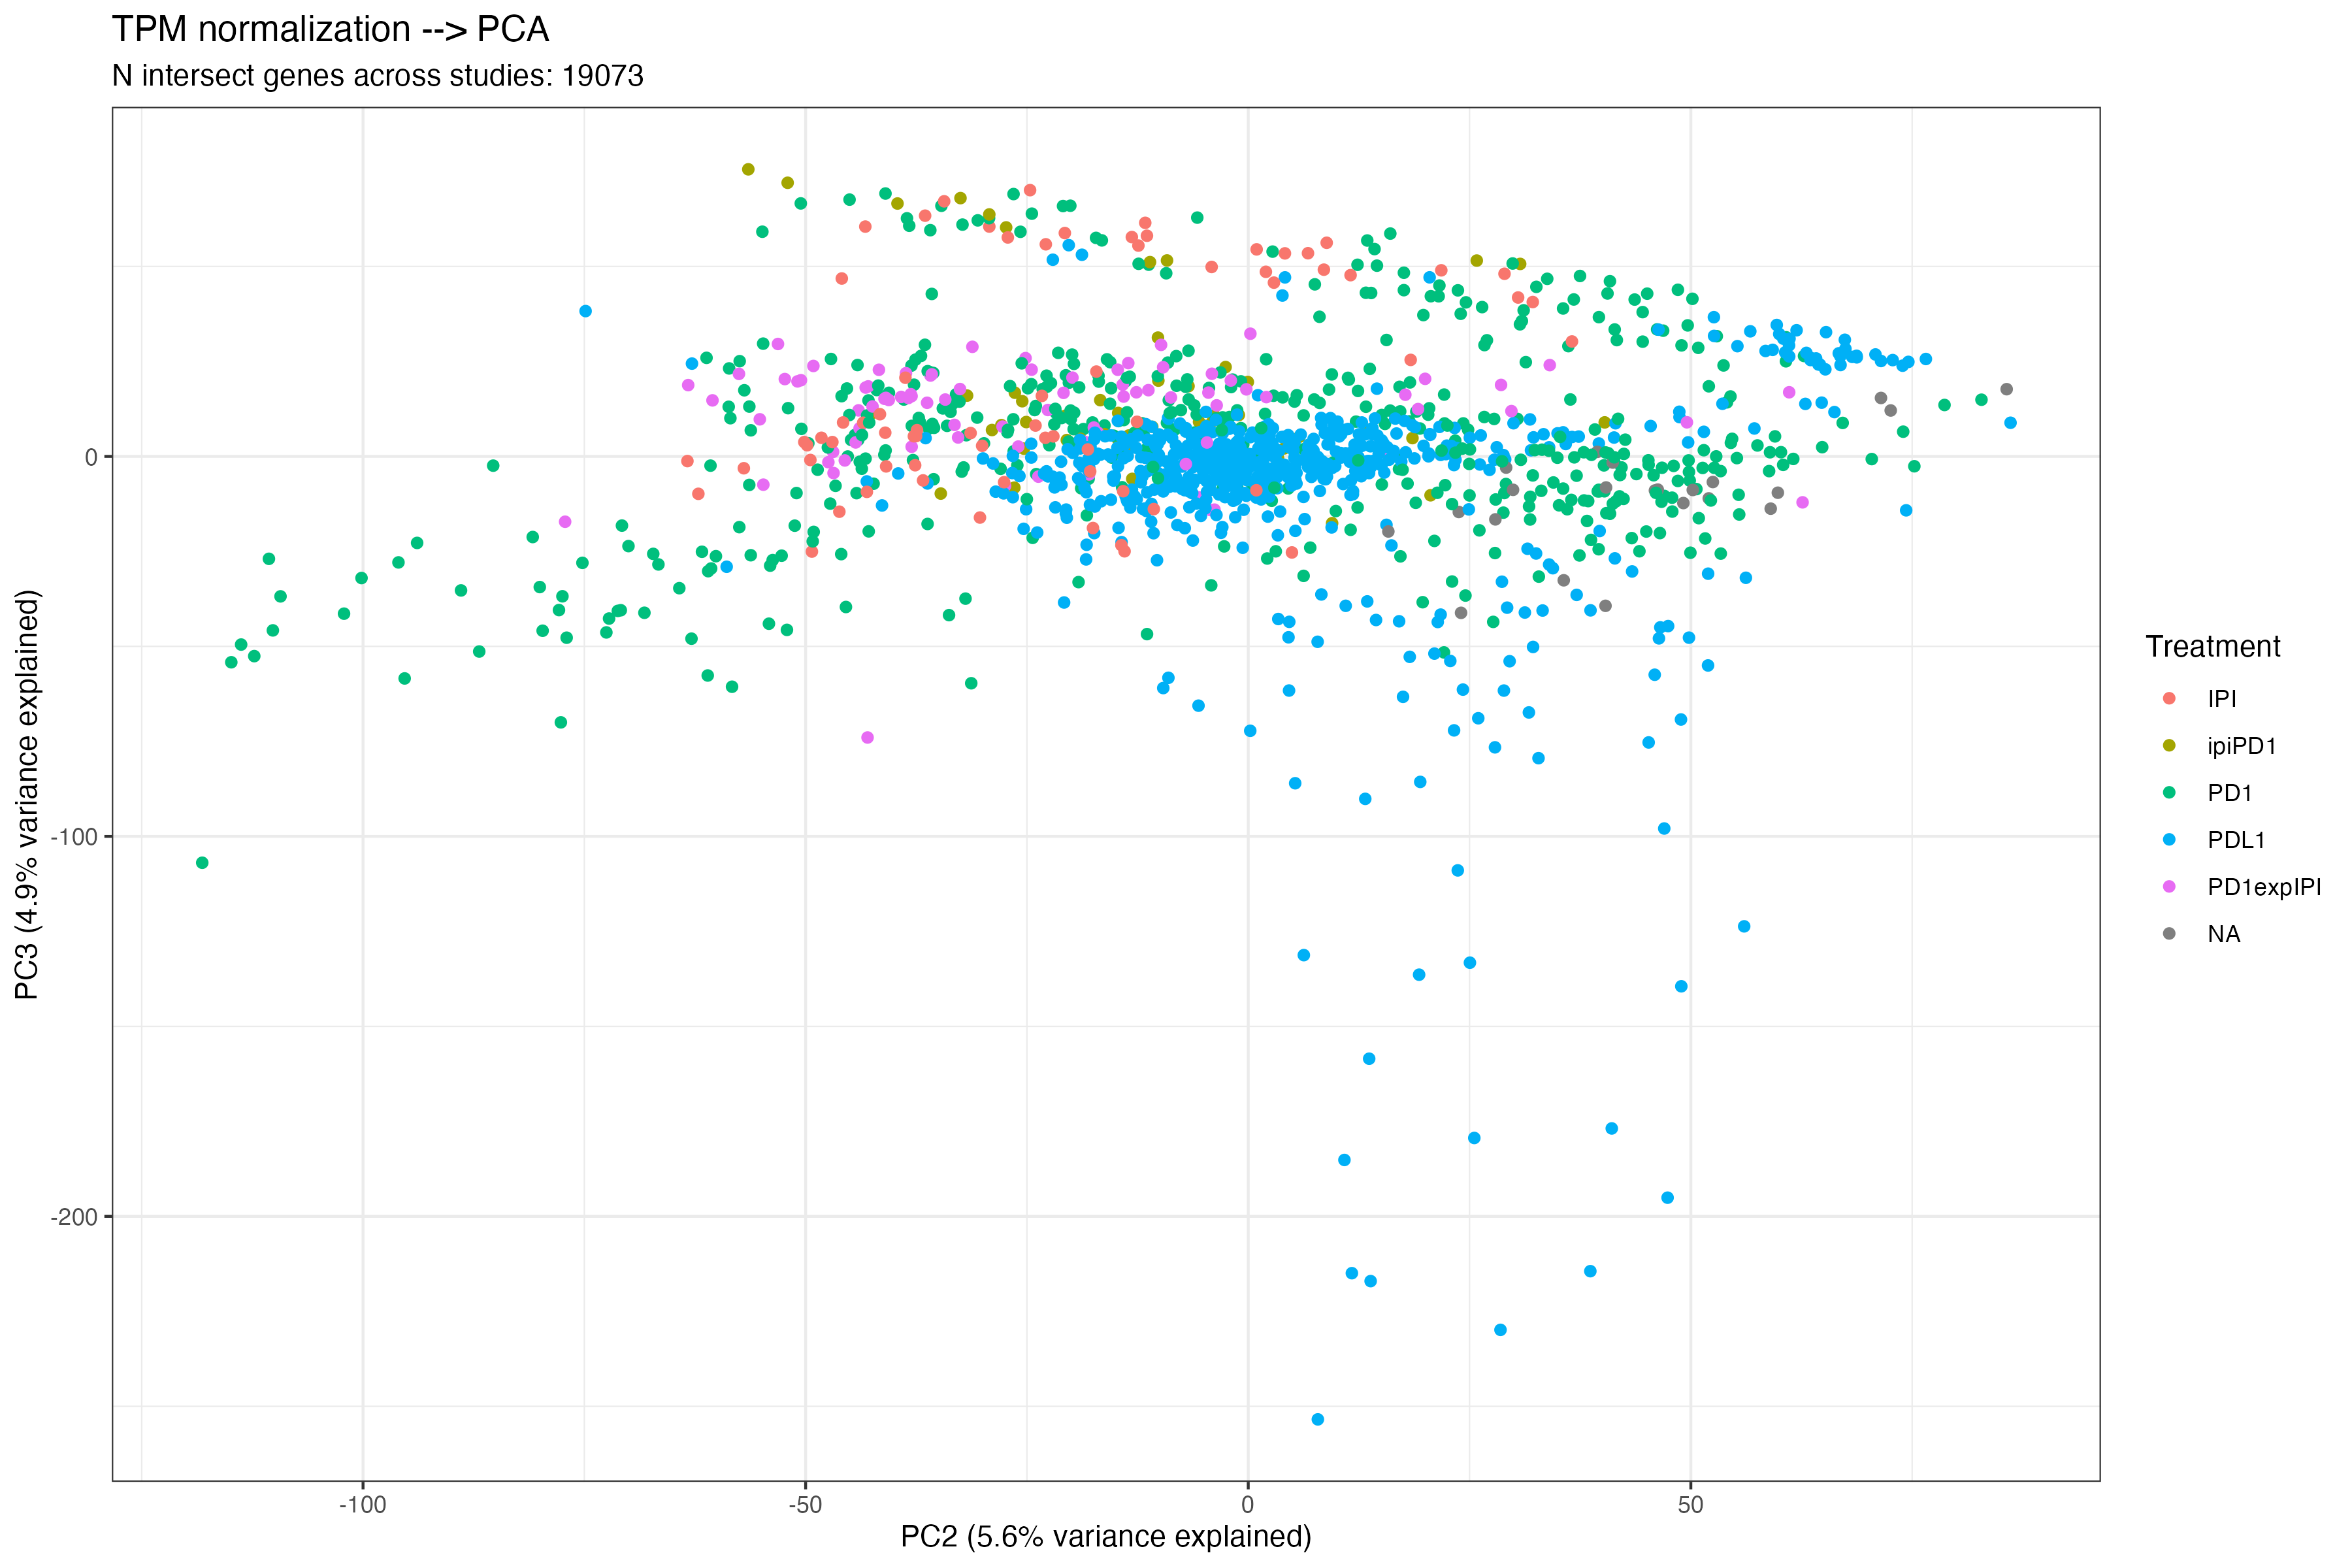 TPM normalization --> PCA
N intersect genes across studies: 19073
PC3 (4.9% variance explained)
0
-100
-200
-100
-50
0
50
PC2 (5.6% variance explained)
Treatment
IPI
ipiPD1
PD1
PDL1
PD1expIPI
NA